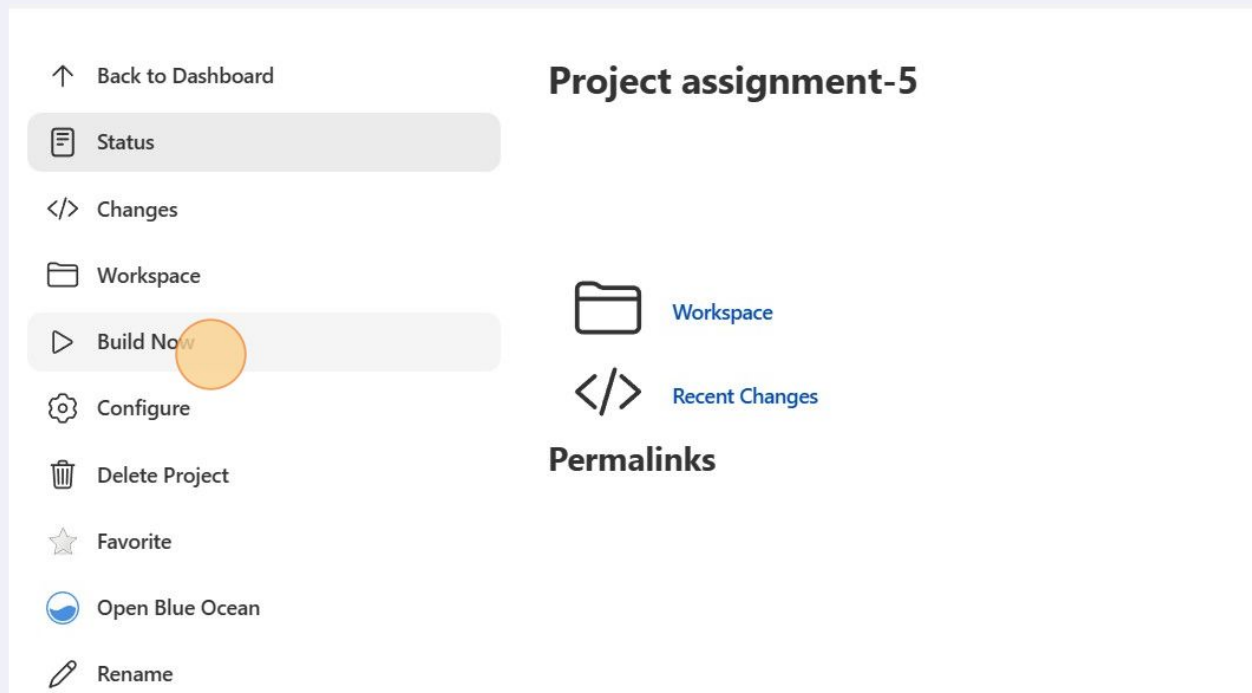 Back to Dashboard
Status
Changes
Workspace
Build Now
Configure
Delete Project
Favorite
Open Blue Ocean
Rename
Project assignment-5
Workspace
Recent Changes
Permalinks